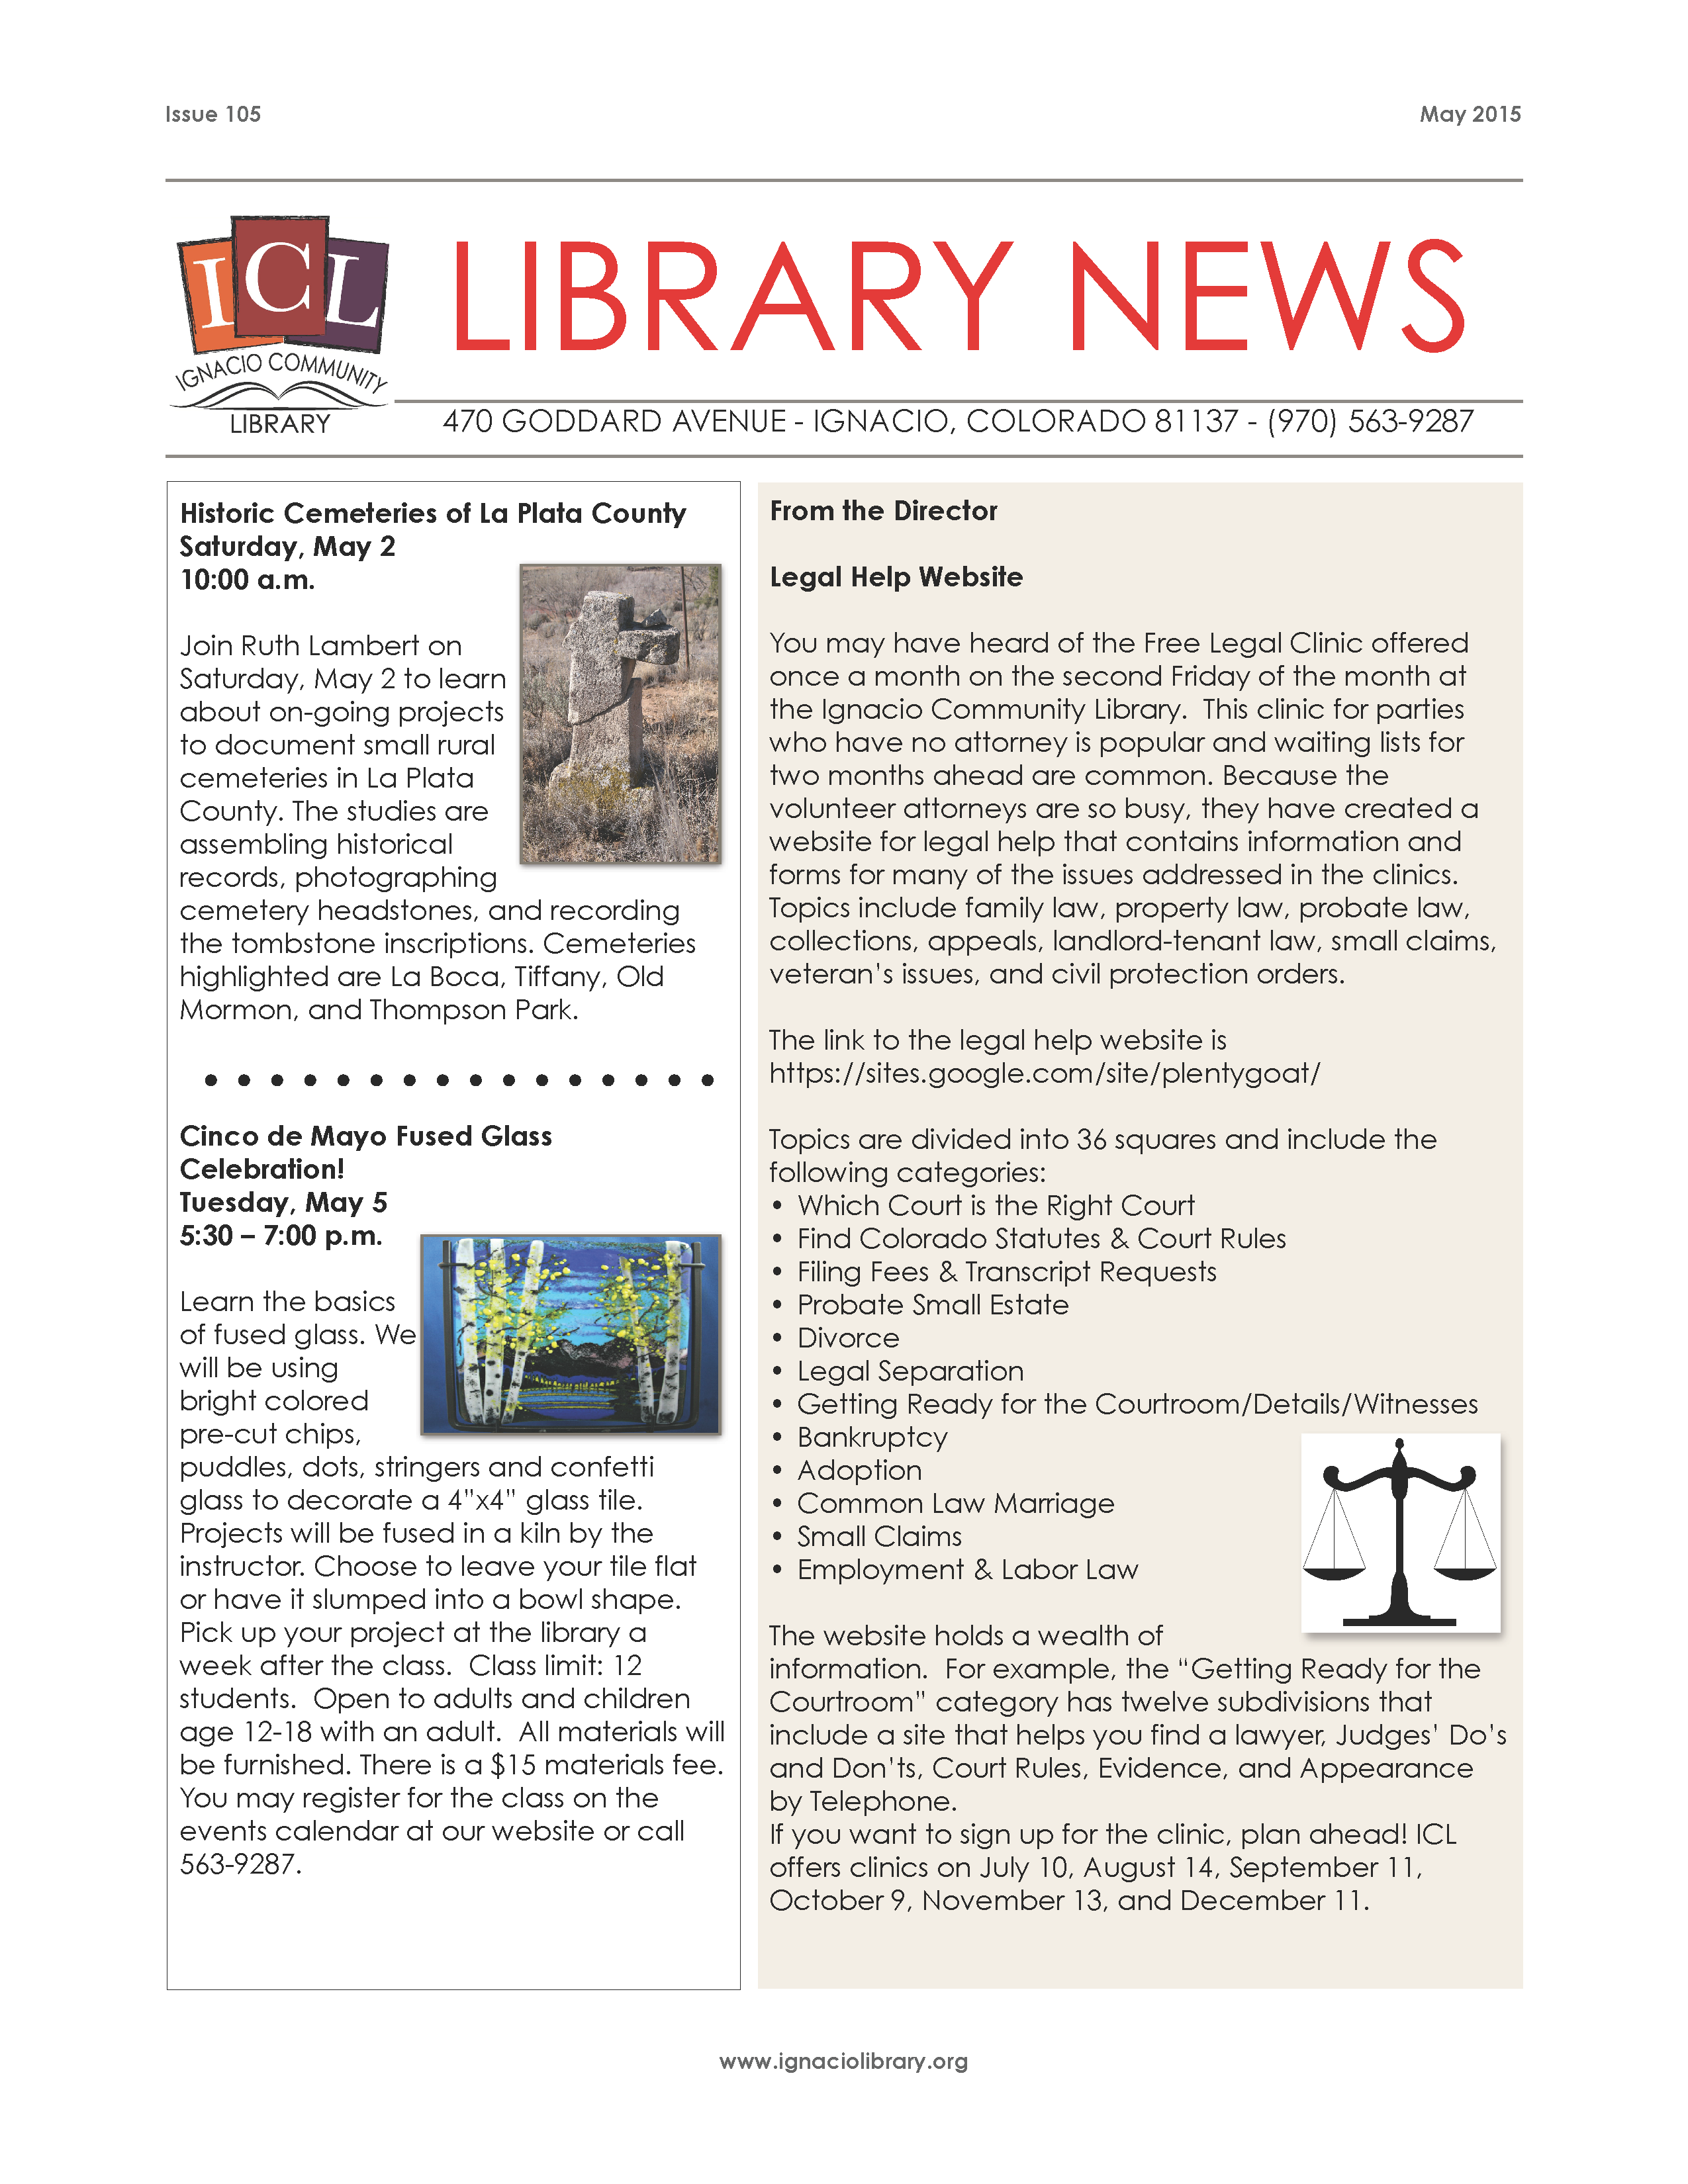 Issue 105
May 2015
ICL
IGNACIO COMMUNITY
LIBRARY
LIBRARY NEWS
470 GODDARD AVENUE - IGNACIO, COLORADO 81137 - (970) 563-9287
Historic Cemeteries of La Plata County
Saturday, May 2
10:00 a.m.
Join Ruth Lambert on
Saturday, May 2 to learn
about on-going projects
to document small rural
cemeteries in La Plata
County. The studies are
assembling historical
records, photographing
cemetery headstones, and recording
the tombstone inscriptions. Cemeteries
highlighted are La Boca, Tiffany, Old
Mormon, and Thompson Park.
Cinco de Mayo Fused Glass
Celebration!
Tuesday, May 5
5:30 – 7:00 p.m.
Learn the basics
of fused glass. We
will be using
bright colored
pre-cut chips,
puddles, dots, stringers and confetti
glass to decorate a 4"x4" glass tile.
Projects will be fused in a kiln by the
instructor. Choose to leave your tile flat
or have it slumped into a bowl shape.
Pick up your project at the library a
week after the class.  Class limit: 12
students.  Open to adults and children
age 12-18 with an adult.  All materials will
be furnished. There is a $15 materials fee.
You may register for the class on the
events calendar at our website or call
563-9287.
From the Director
Legal Help Website
You may have heard of the Free Legal Clinic offered
once a month on the second Friday of the month at
the Ignacio Community Library.  This clinic for parties
who have no attorney is popular and waiting lists for
two months ahead are common. Because the
volunteer attorneys are so busy, they have created a
website for legal help that contains information and
forms for many of the issues addressed in the clinics.
Topics include family law, property law, probate law,
collections, appeals, landlord-tenant law, small claims,
veteran's issues, and civil protection orders.
The link to the legal help website is
https://sites.google.com/site/plentygoat/
Topics are divided into 36 squares and include the
following categories:
• Which Court is the Right Court
• Find Colorado Statutes & Court Rules
• Filing Fees & Transcript Requests
• Probate Small Estate
• Divorce
• Legal Separation
• Getting Ready for the Courtroom/Details/Witnesses
• Bankruptcy
• Adoption
• Common Law Marriage
• Small Claims
• Employment & Labor Law
The website holds a wealth of
information.  For example, the “Getting Ready for the
Courtroom” category has twelve subdivisions that
include a site that helps you find a lawyer, Judges' Do's
and Don'ts, Court Rules, Evidence, and Appearance
by Telephone.
If you want to sign up for the clinic, plan ahead! ICL
offers clinics on July 10, August 14, September 11,
October 9, November 13, and December 11.
www.ignaciolibrary.org